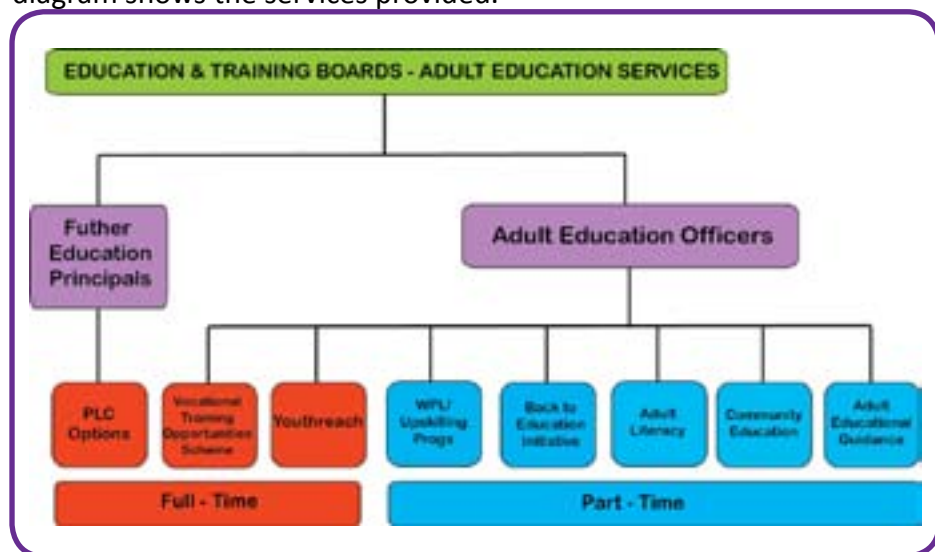 diagram shows the services provided.
EDUCATION & TRAINING BOARDS - ADULT EDUCATION SERVICES
Futher
Education
Principals
Adult Education Officers
PLC
Options
Vocational
Training
Opportunities
Scheme
Youthreach
WPL/
Upskilling
Progs
Back to
Education
Initiative
Adult
Literacy
Community
Education
Adult
Educational
Guidance
Full - Time
Part - Time